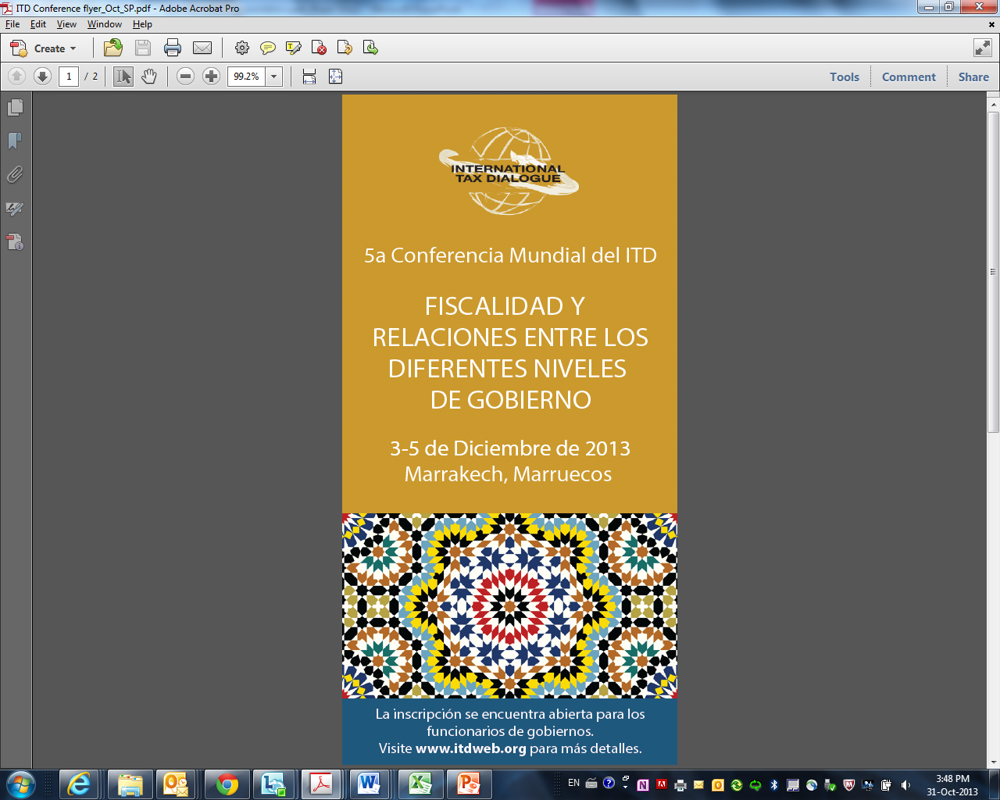 ITD Conference flyer_Oct_SP.pdf - Adobe Acrobat Pro
File Edit View Window Help
Create
1 / 2 99.2% Tools Comment Share
INTERNATIONAL
TAX DIALOGUE
5a Conferencia Mundial del ITD
FISCALIDAD Y
RELACIONES ENTRE LOS
DIFERENTES NIVELES
DE GOBIERNO
3-5 de Diciembre de 2013
Marrakech, Marruecos
La inscripción se encuentra abierta para los
funcionarios de gobiernos.
Visite www.itdweb.org para más detalles.
EN
3:48 PM
31-Oct-2013